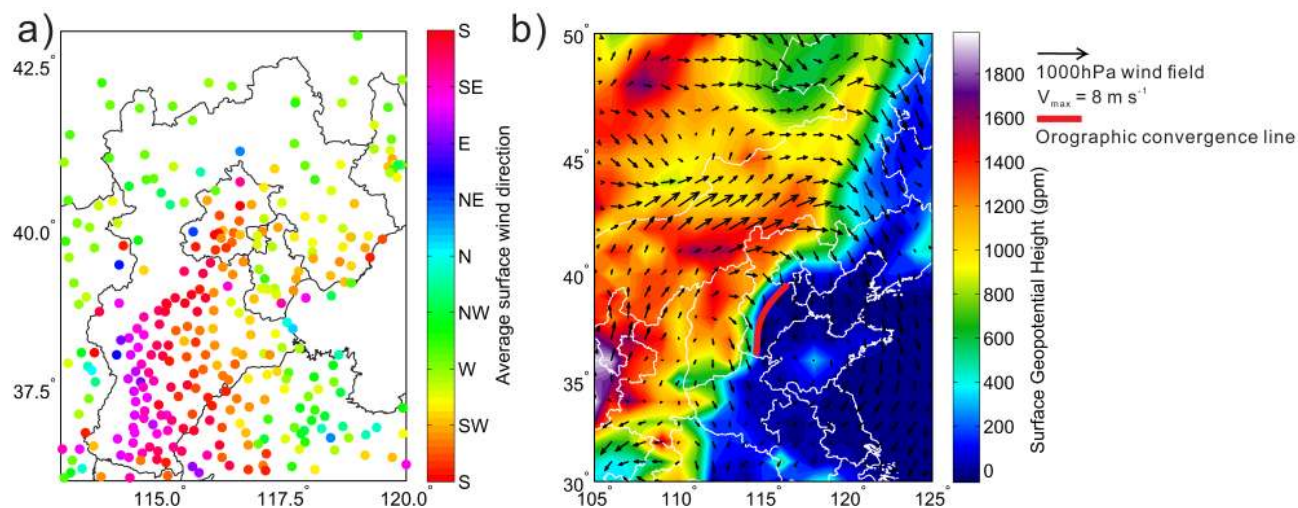 a)
42.5°
40.0°
37.5°
115.0°
117.5°
120.0°
S
SE
E
NE
N
NW
W
SW
S
Average surface wind direction
b)
50°
45°
40°
35°
30°
105°
110°
115°
120°
125°
1800
1600
1400
1200
1000
800
600
400
200
0
Surface Geopotential Height (gpm)
1000hPa wind field
Vmax = 8 m s⁻¹
Orographic convergence line